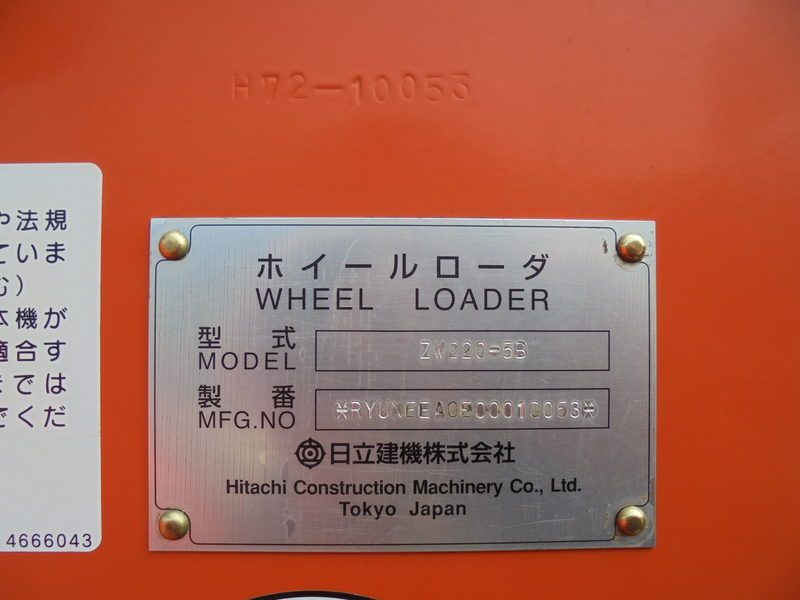 H72-10053
や法規
ていま
む）
本機が
適合す
までは
でくだ
4666043
ホイールローダ
WHEEL LOADER
型式
MODEL
ZW220-5B
製番
MFG.NO
*RYUNEEA0E00010053*
日立建機株式会社
Hitachi Construction Machinery Co., Ltd.
Tokyo Japan